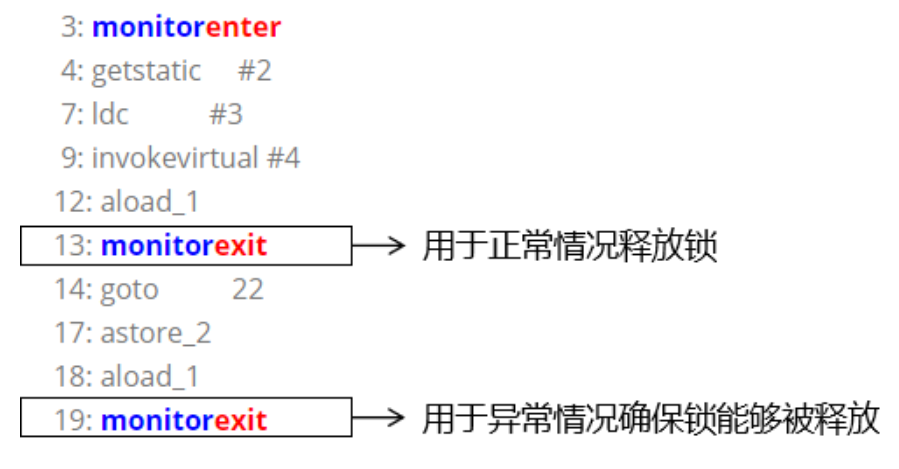 3: monitorenter
4: getstatic #2
7: ldc #3
9: invokevirtual #4
12: aload_1
13: monitorexit 用于正常情况释放锁
14: goto 22
17: astore_2
18: aload_1
19: monitorexit 用于异常情况确保锁能够被释放